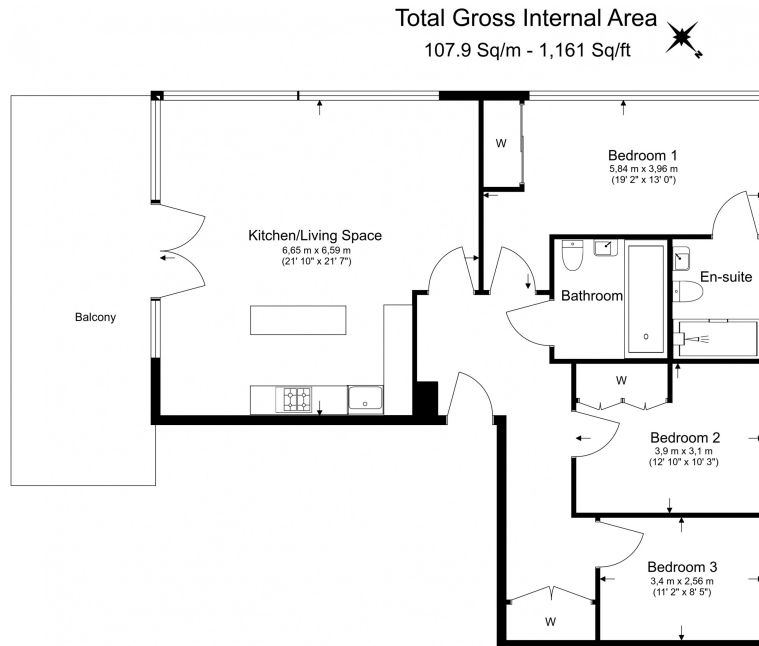 Total Gross Internal Area
107.9 Sq/m - 1,161 Sq/ft
N
W
Bedroom 1
5,84 m x 3,96 m
(19' 2" x 13' 0")
Kitchen/Living Space
6,65 m x 6,59 m
(21' 10" x 21' 7")
En-suite
Bathroom
Balcony
W
Bedroom 2
3,9 m x 3,1 m
(12' 10" x 10' 3")
Bedroom 3
3,4 m x 2,56 m
(11' 2" x 8' 5")
W